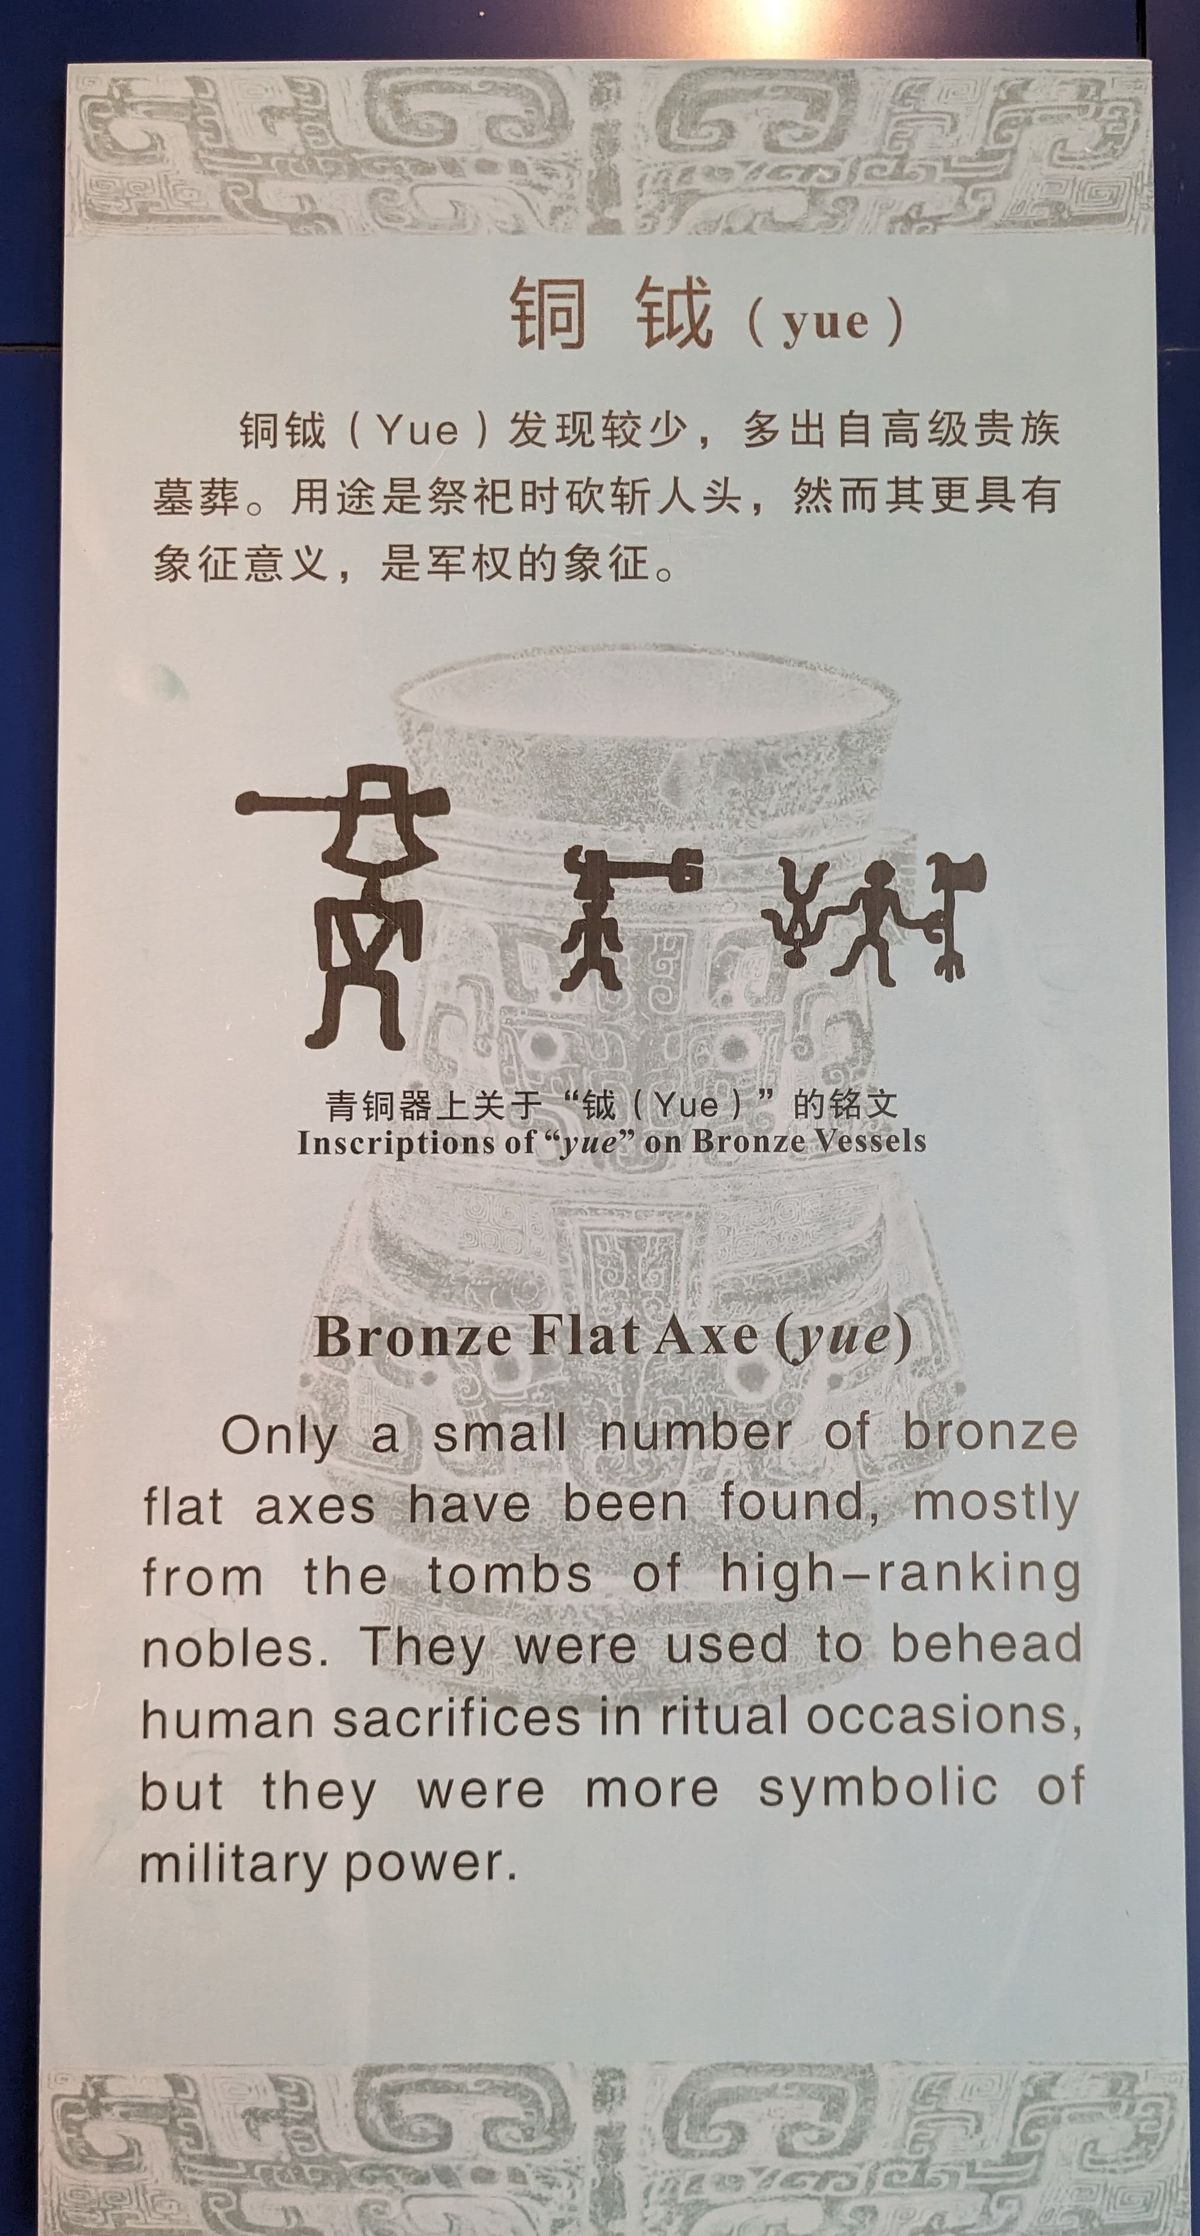 铜 钺（yue）
铜钺（Yue）发现较少，多出自高级贵族
墓葬。用途是祭祀时砍斩人头，然而其更具有
象征意义，是军权的象征。
青铜器上关于“钺（Yue）”的铭文
Inscriptions of “yue” on Bronze Vessels
Bronze Flat Axe (yue)
Only a small number of bronze
flat axes have been found, mostly
from the tombs of high-ranking
nobles. They were used to behead
human sacrifices in ritual occasions,
but they were more symbolic of
military power.